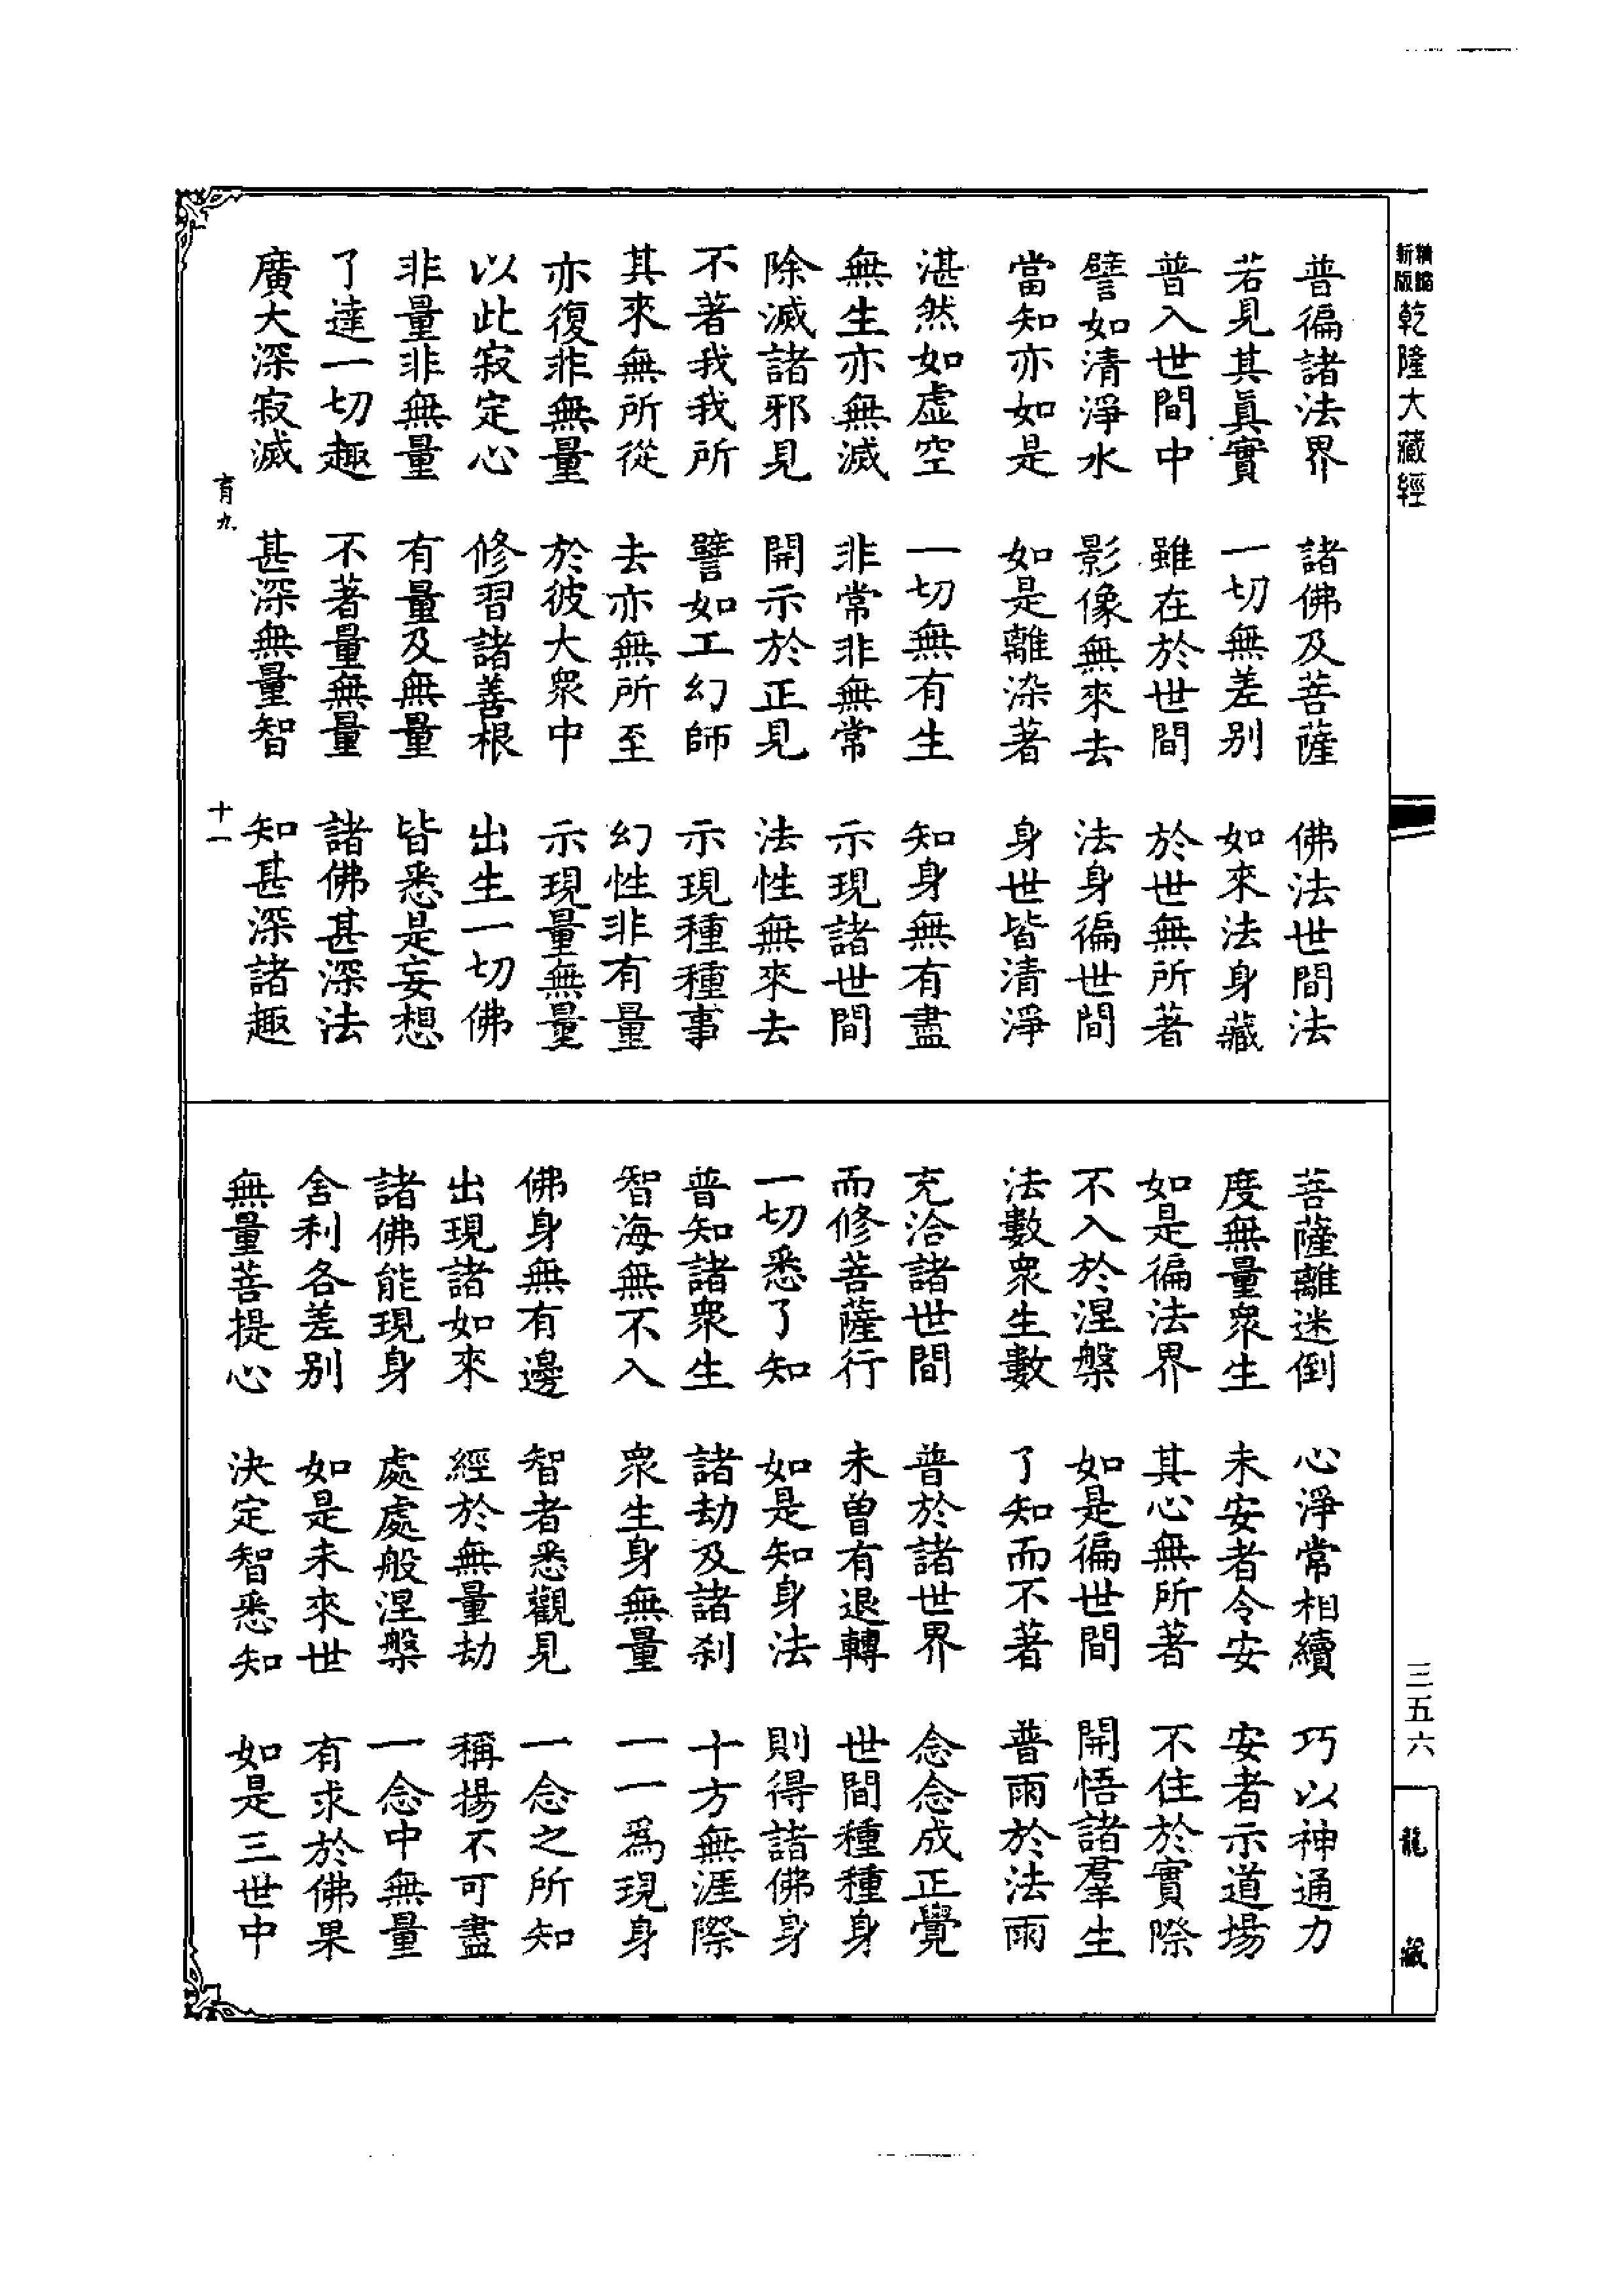 精縮新版乾隆大藏經
普徧諸法界 諸佛及菩薩 佛法世間法
若見其真實 一切無差别 如來法身藏
普入世間中 雖在於世間 於世無所著
譬如清淨水 影像無來去 法身徧世間
當知亦如是 如是離染著 身世皆清淨
湛然如虛空 一切無有生 知身無有盡
無生亦無滅 非常非無常 示現諸世間
除滅諸邪見 開示於正見 法性無來去
不著我我所 譬如工幻師 示現種種事
其來無所從 去亦無所至 幻性非有量
亦復非無量 於彼大眾中 示現量無量
以此寂定心 修習諸善根 出生一切佛
非量非無量 有量及無量 皆悉是妄想
了達一切趣 不著量無量 諸佛甚深法
廣大深寂滅 甚深無量智 知甚深諸趣
育九 十一
菩薩離迷倒 心淨常相續 巧以神通力
度無量眾生 未安者令安 安者示道場
如是徧法界 其心無所著 不住於實際
不入於涅槃 如是徧世間 開悟諸羣生
法數眾生數 了知而不著 普雨於法雨
充洽諸世間 普於諸世界 念念成正覺
而修菩薩行 未曾有退轉 世間種種身
一切悉了知 如是知身法 則得諸佛身
普知諸眾生 諸劫及諸刹 十方無涯際
智海無不入 眾生身無量 一一爲現身
佛身無有邊 智者悉觀見 一念之所知
出現諸如來 經於無量劫 稱揚不可盡
諸佛能現身 處處般涅槃 一念中無量
舍利各差别 如是未來世 有求於佛果
無量菩提心 決定智悉知 如是三世中
三五六
龍藏